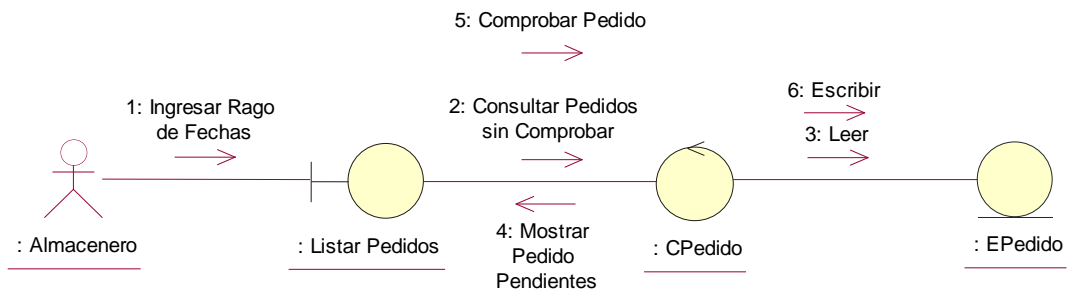 5: Comprobar Pedido
1: Ingresar Rago
de Fechas
2: Consultar Pedidos
sin Comprobar
6: Escribir
3: Leer
: Almacenero
: Listar Pedidos
4: Mostrar
Pedido
Pendientes
: CPedido
: EPedido